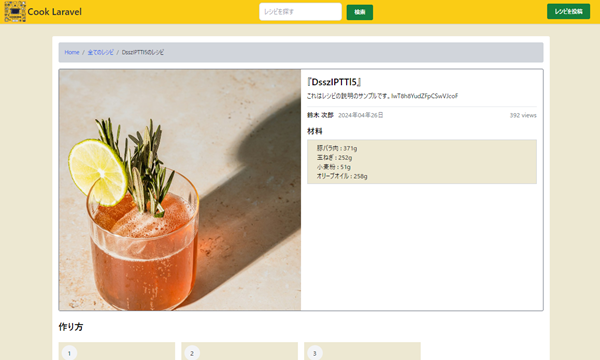 Cook Laravel
レシピを探す
検索
レシピを投稿
Home / 全てのレシピ / DsszIPTTl5のレシピ
『DsszIPTTl5』
これはレシピの説明のサンプルです。IwT8h8YudZFpCSwVJcoF
鈴木 次郎 2024年04年26日
392 views
材料
豚バラ肉 : 371g
玉ねぎ : 252g
小麦粉 : 51g
オリーブオイル : 258g
作り方
1
2
3